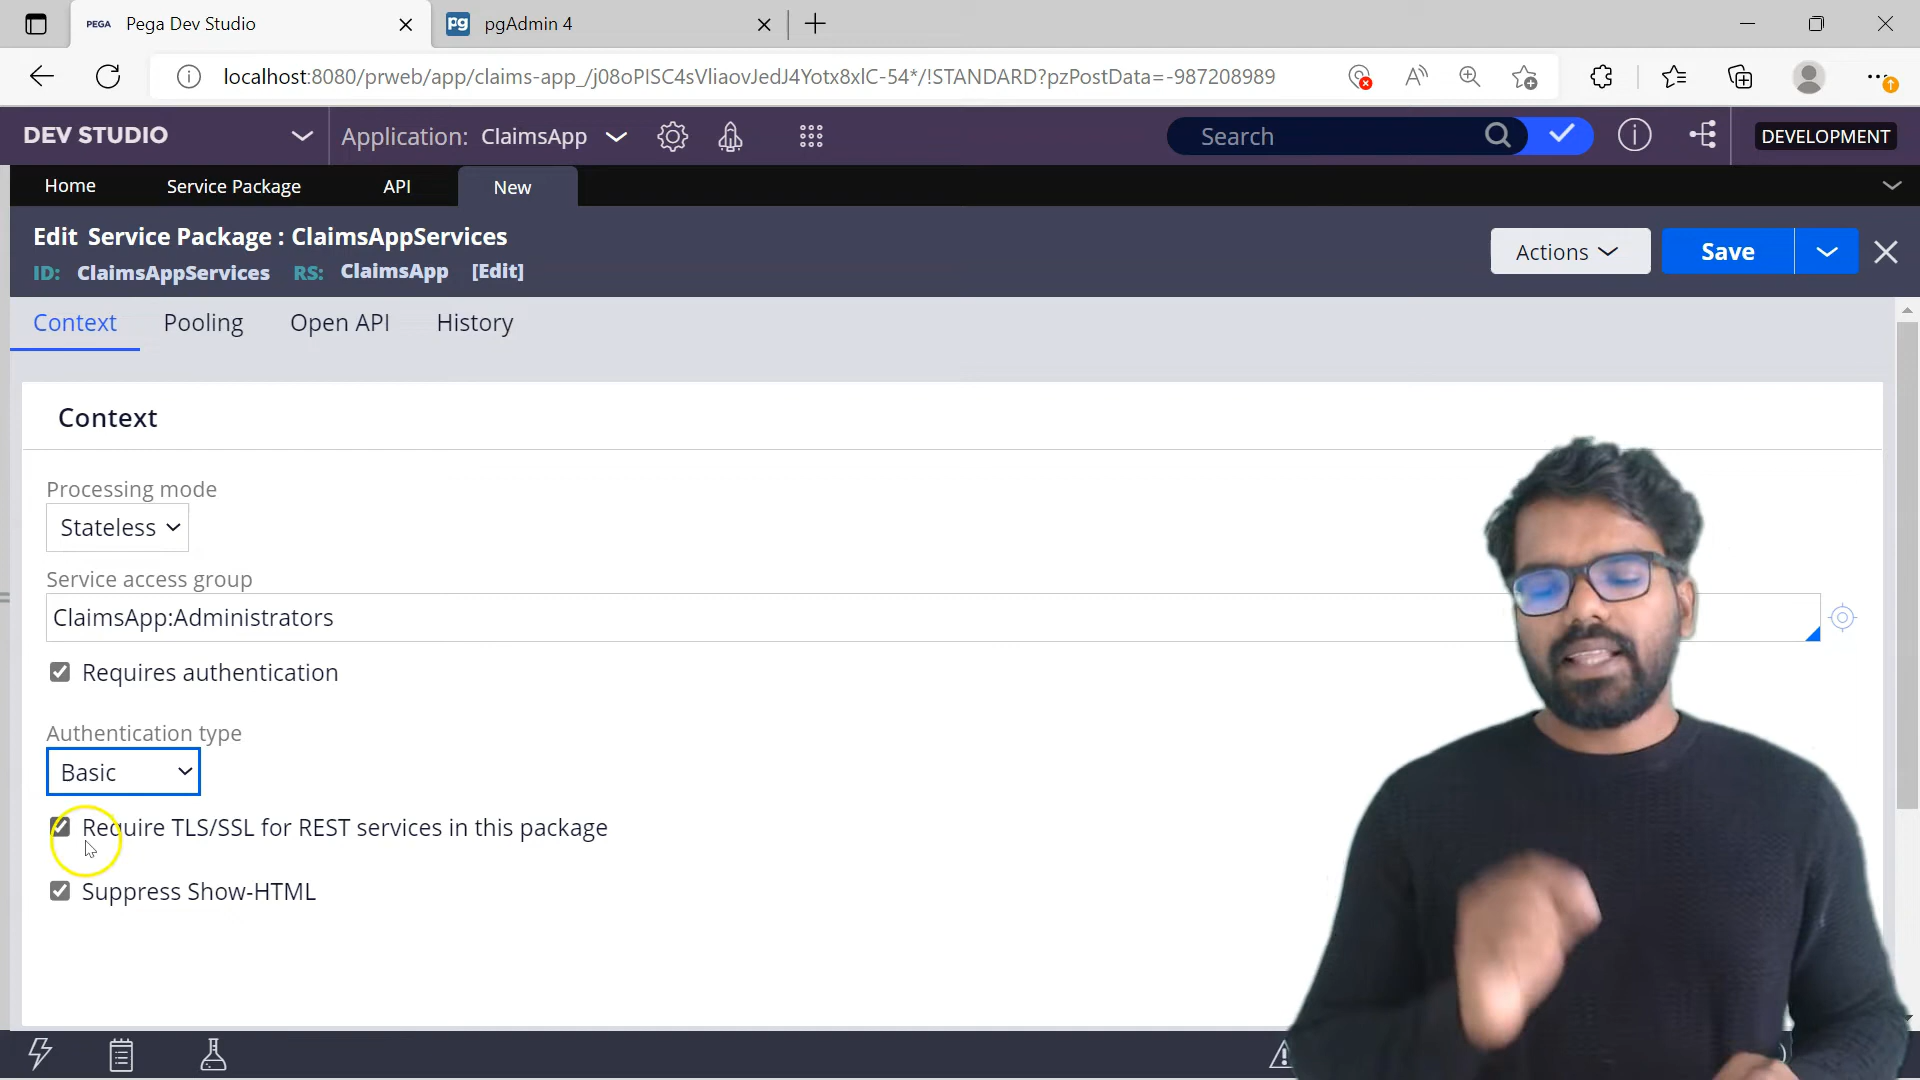 PEGA Pega Dev Studio
pg pgAdmin 4
localhost:8080/prweb/app/claims-app_/j08oPISC4sVliaovJedJ4Yotx8xlC-54*/!STANDARD?pzPostData=-987208989
DEV STUDIO
Application: ClaimsApp
Search
DEVELOPMENT
Home Service Package API New
Edit Service Package : ClaimsAppServices
ID: ClaimsAppServices RS: ClaimsApp [Edit]
Actions
Save
Context Pooling Open API History
Context
Processing mode
Stateless
Service access group
ClaimsApp:Administrators
Requires authentication
Authentication type
Basic
Require TLS/SSL for REST services in this package
Suppress Show-HTML